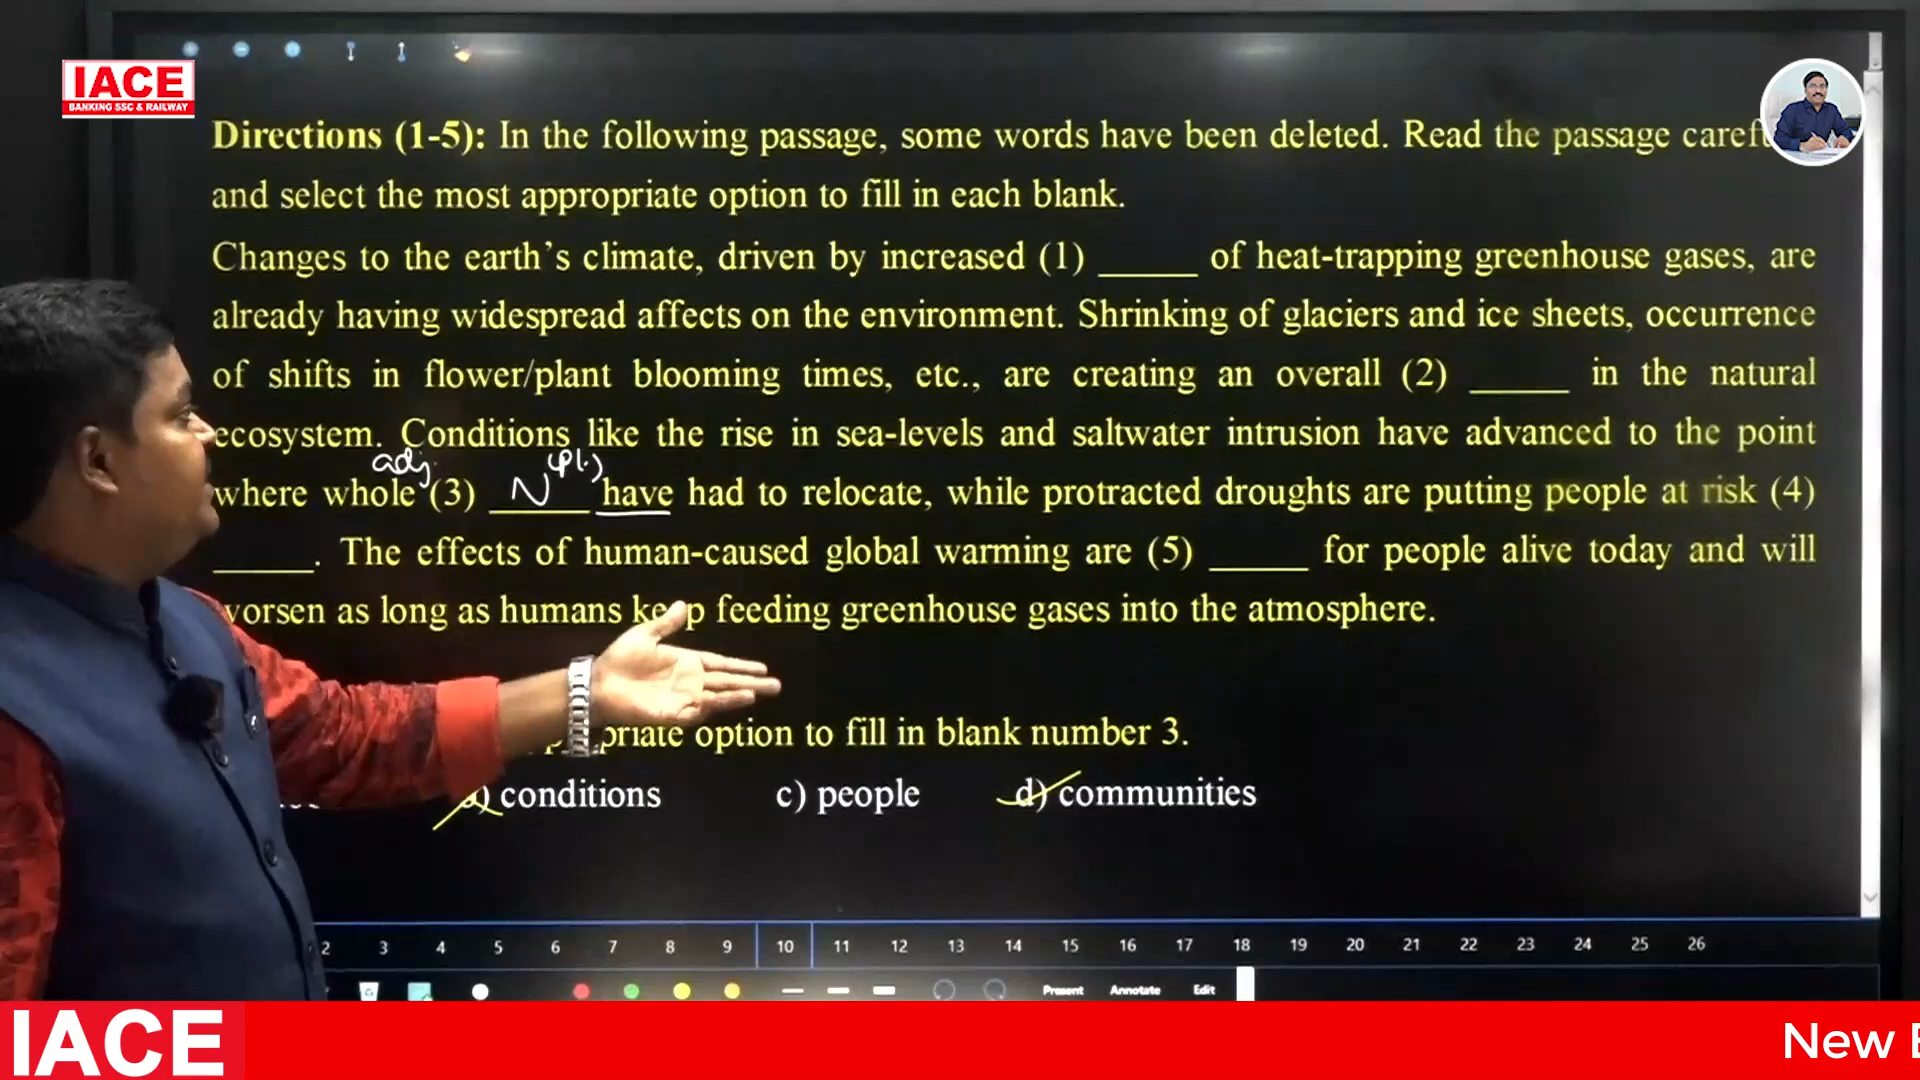 IACE
BANKING SSC & RAILWAY
Directions (1-5): In the following passage, some words have been deleted. Read the passage
and select the most appropriate option to fill in each blank.
Changes to the earth's climate, driven by increased (1) _____ of heat-trapping greenhouse gases, are
already having widespread affects on the environment. Shrinking of glaciers and ice sheets, occurrence
of shifts in flower/plant blooming times, etc., are creating an overall (2) _____ in the natural
ecosystem. Conditions like the rise in sea-levels and saltwater intrusion have advanced to the point
adj. (pl.)
where whole (3) N have had to relocate, while protracted droughts are putting people at risk (4)
_____. The effects of human-caused global warming are (5) _____ for people alive today and will
worsen as long as humans keep feeding greenhouse gases into the atmosphere.
option to fill in blank number 3.
conditions c) people d) communities
2 3 4 5 6 7 8 9 10 11 12 13 14 15 16 17 18 19 20 21 22 23 24 25 26
Present Annotate Edit
IACE
New